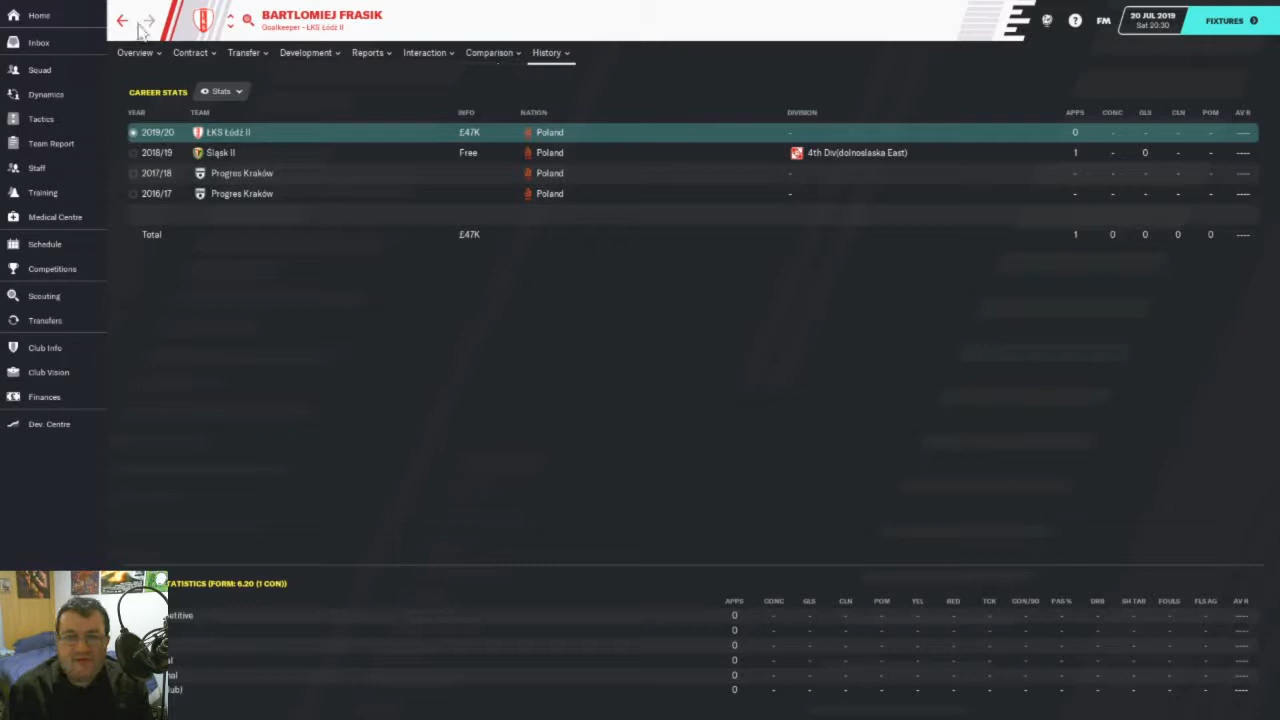 Home
Inbox
Squad
Dynamics
Tactics
Team Report
Staff
Training
Medical Centre
Schedule
Competitions
Scouting
Transfers
Club Info
Club Vision
Finances
Dev. Centre
BARTLOMIEJ FRASIK
Goalkeeper - ŁKS Łódź II
FM
20 JUL 2019
Sat 20:30
FIXTURES
Overview Contract Transfer Development Reports Interaction Comparison History
CAREER STATS Stats
YEAR TEAM INFO NATION DIVISION APPS CONC GLS CLN POM AV R
2019/20 ŁKS Łódź II £47K Poland - 0 - - - - ----
2018/19 Śląsk II Free Poland 4th Div(dolnoslaska East) 1 - 0 - - ----
2017/18 Progres Kraków Poland - - - - - - ----
2016/17 Progres Kraków Poland - - - - - - ----
Total £47K 1 0 0 0 0 ----
TATISTICS (FORM: 6.20 (1 CON))
APPS CONC GLS CLN POM YEL RED TCK CON/90 PAS % DRB SH TAR FOULS FLS AG AV R
etitive 0 - - - - - - - - - - - - - ----
0 - - - - - - - - - - - - - ----
0 - - - - - - - - - - - - - ----
al 0 - - - - - - - - - - - - - ----
nal 0 - - - - - - - - - - - - - ----
lub) 0 - - - - - - - - - - - - - ----